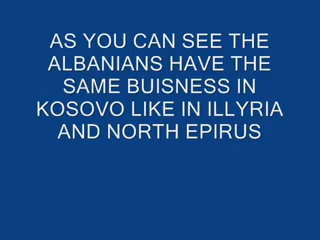 AS YOU CAN SEE THE
ALBANIANS HAVE THE
SAME BUISNESS IN
KOSOVO LIKE IN ILLYRIA
AND NORTH EPIRUS